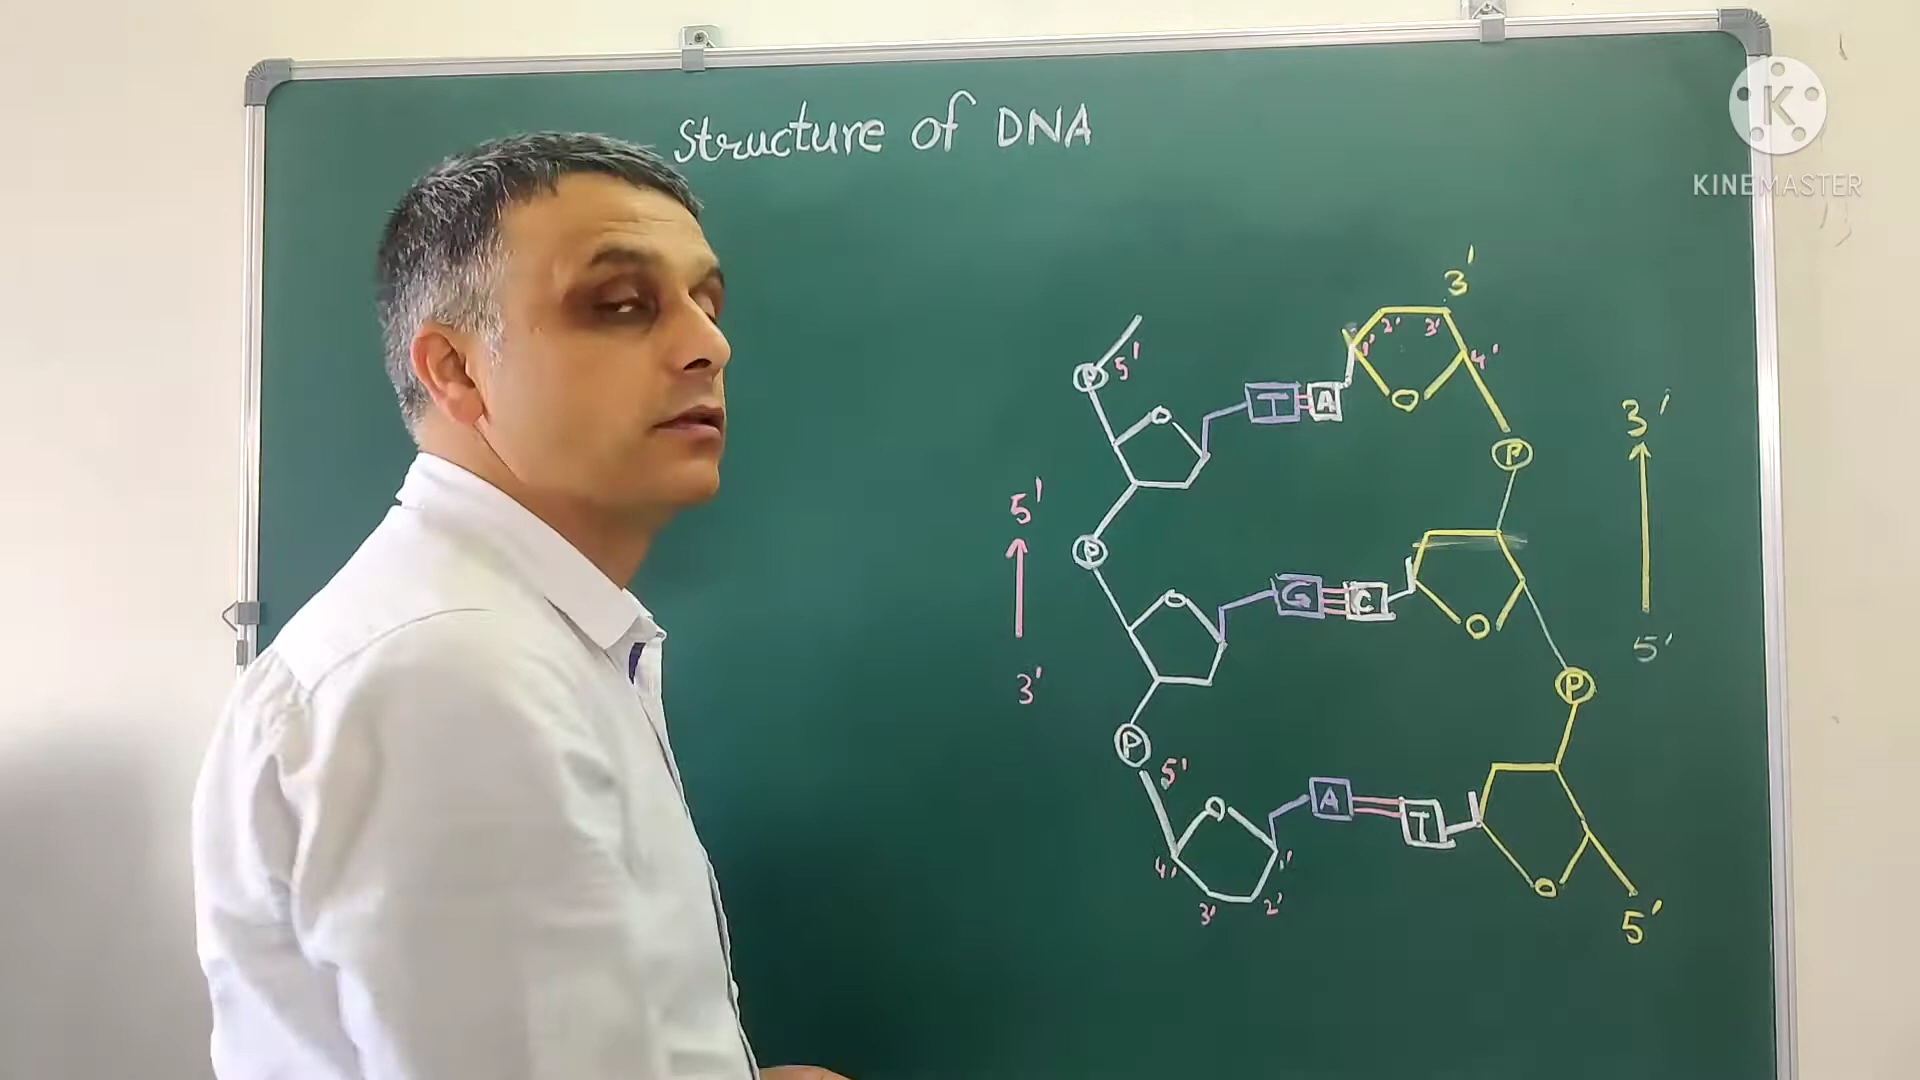 Structure of DNA
K
KINEMASTER
3'
2' 3'
1' 4'
P 5'
O T A O
P
3'
5'
P
O G C O
3' 5'
P
P 5'
O A T
4' 1'
3' 2' O
5'